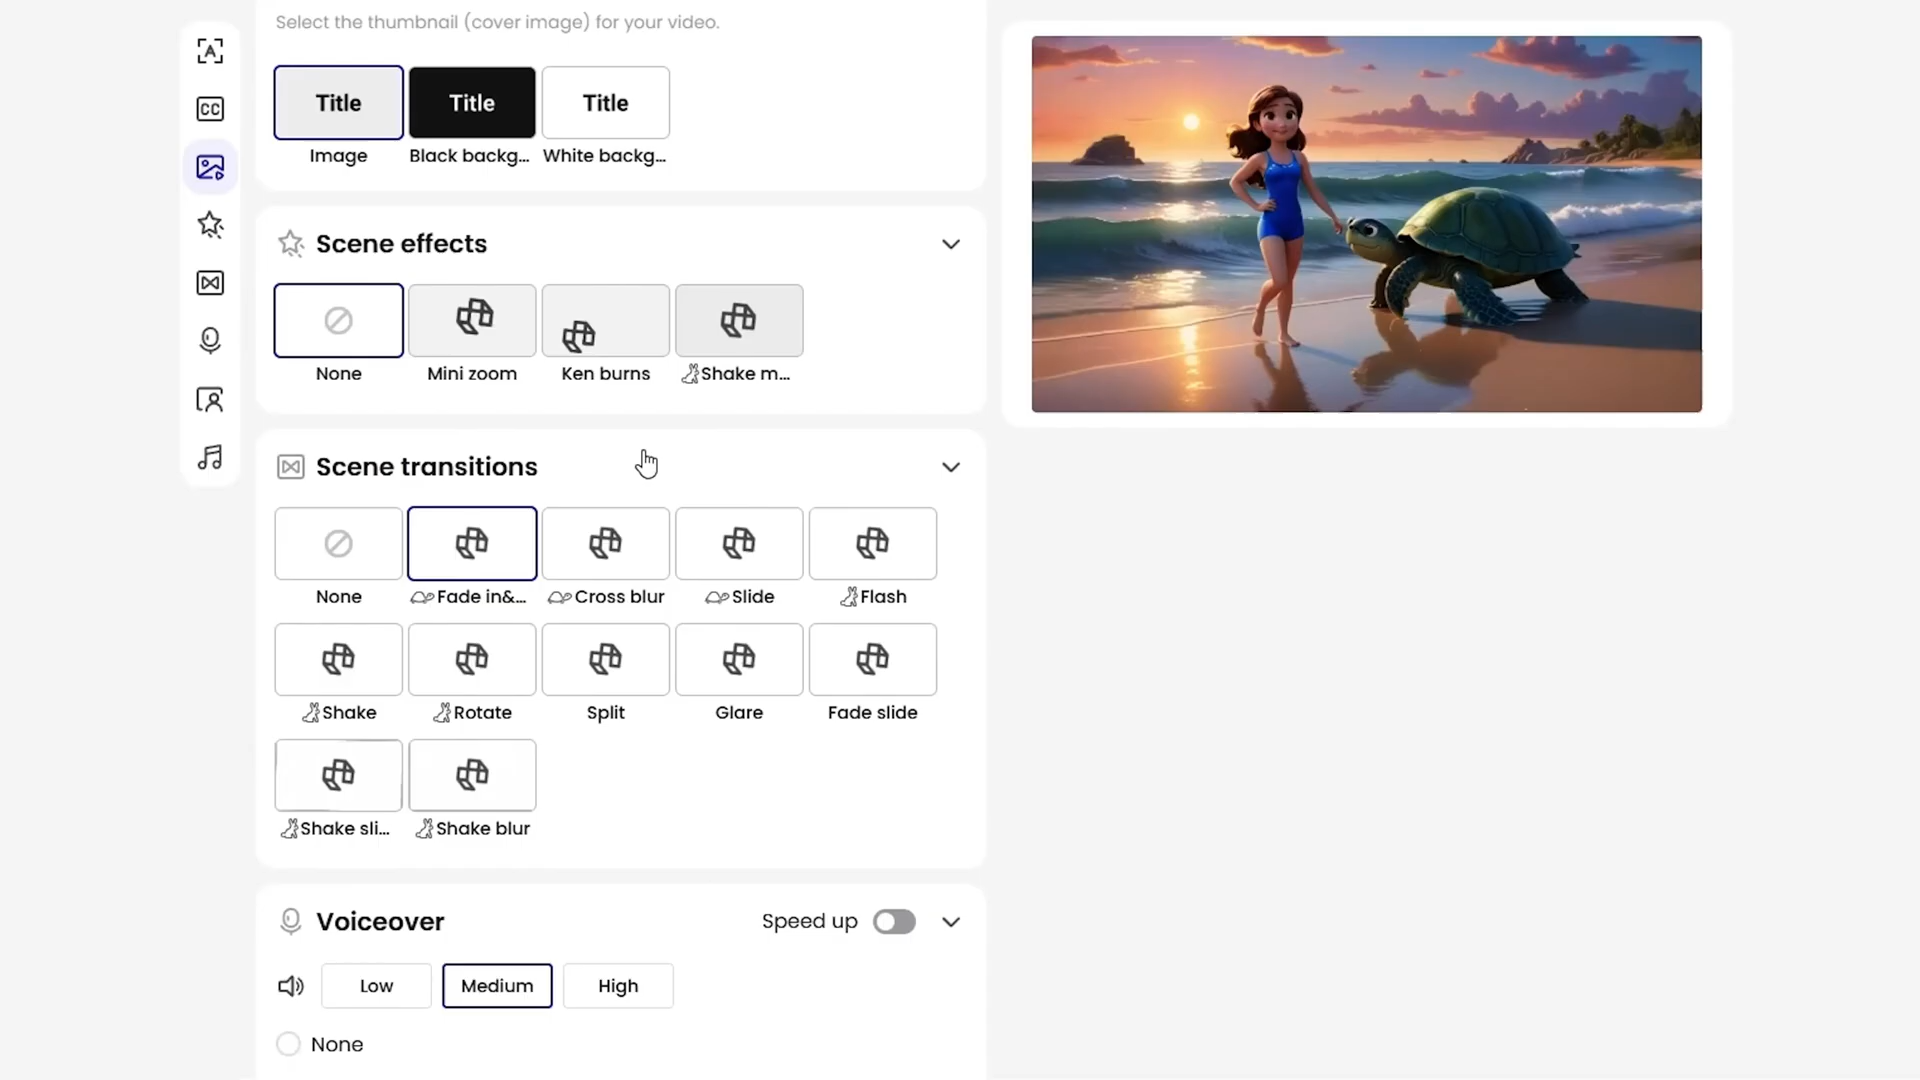 Select the thumbnail (cover image) for your video.
Title Title Title
Image Black backg... White backg...
Scene effects
None Mini zoom Ken burns Shake m...
Scene transitions
None Fade in&... Cross blur Slide Flash
Shake Rotate Split Glare Fade slide
Shake sli... Shake blur
Voiceover Speed up
Low Medium High
None
A
CC